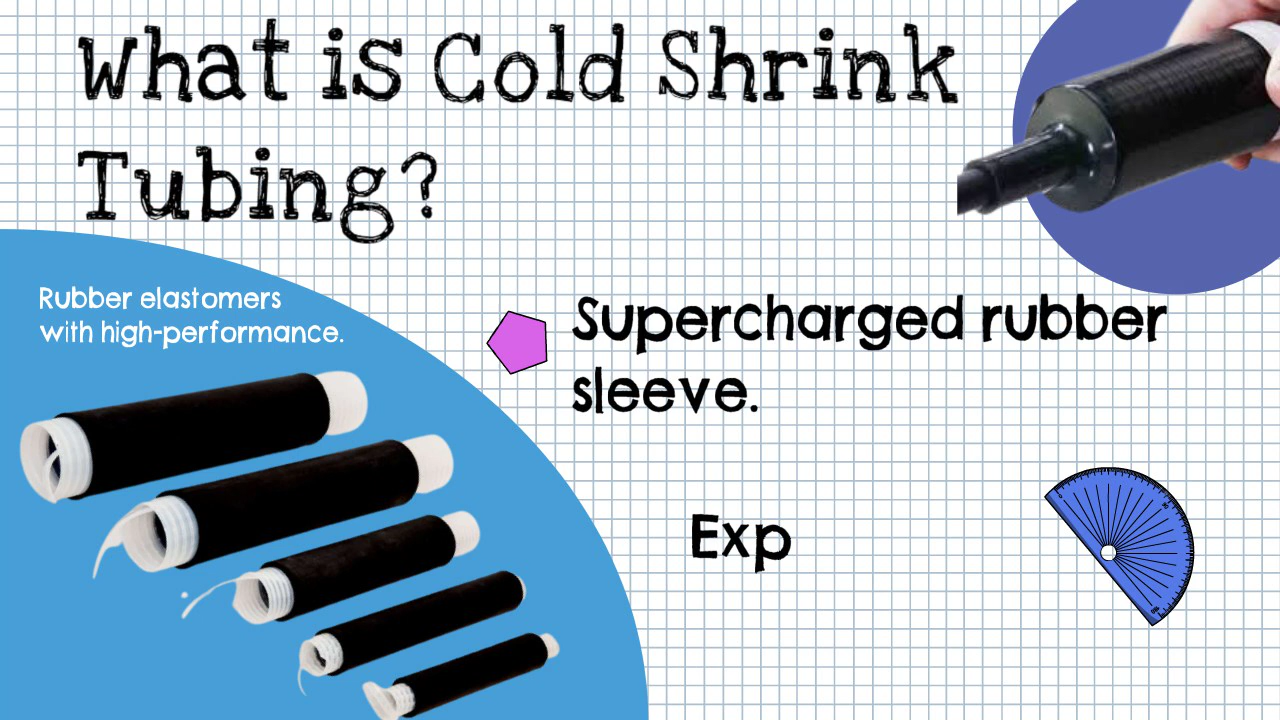 What is Cold Shrink
Tubing?
Rubber elastomers
with high-performance.
Supercharged rubber
sleeve.
Exp